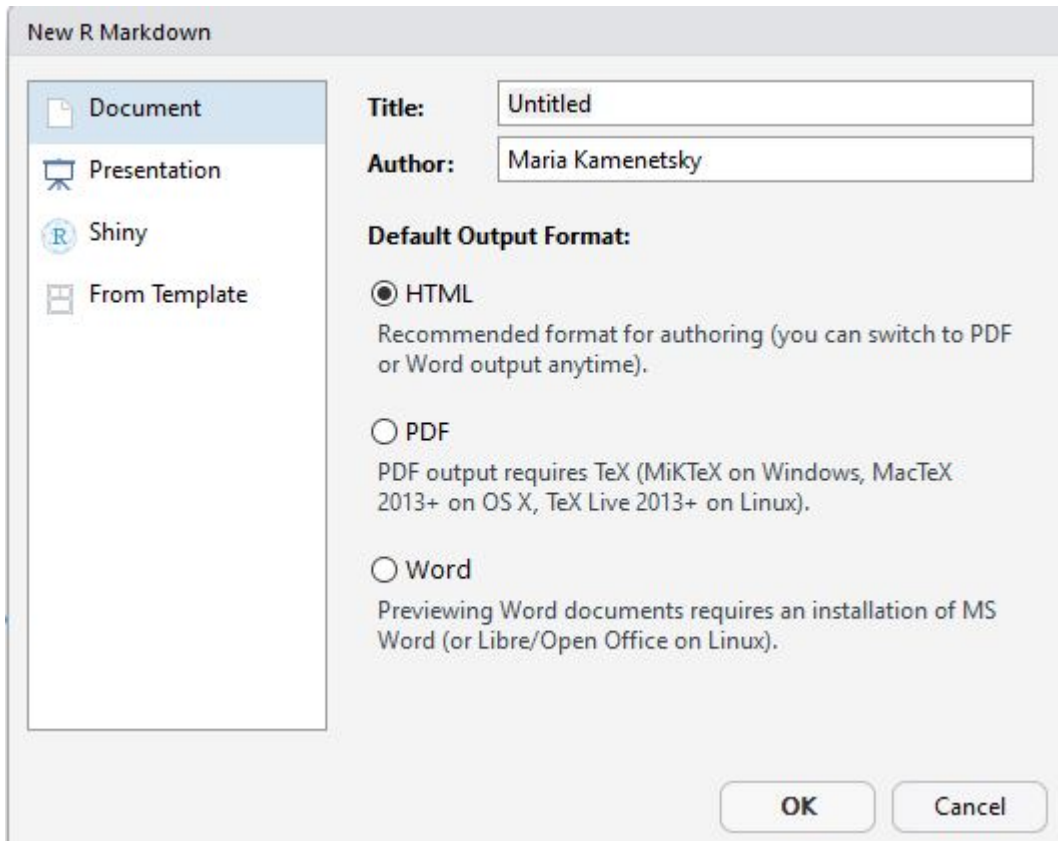 New R Markdown
Document
Presentation
R Shiny
From Template
Title: Untitled
Author: Maria Kamenetsky
Default Output Format:
HTML
Recommended format for authoring (you can switch to PDF
or Word output anytime).
PDF
PDF output requires TeX (MiKTeX on Windows, MacTeX
2013+ on OS X, TeX Live 2013+ on Linux).
Word
Previewing Word documents requires an installation of MS
Word (or Libre/Open Office on Linux).
OK
Cancel